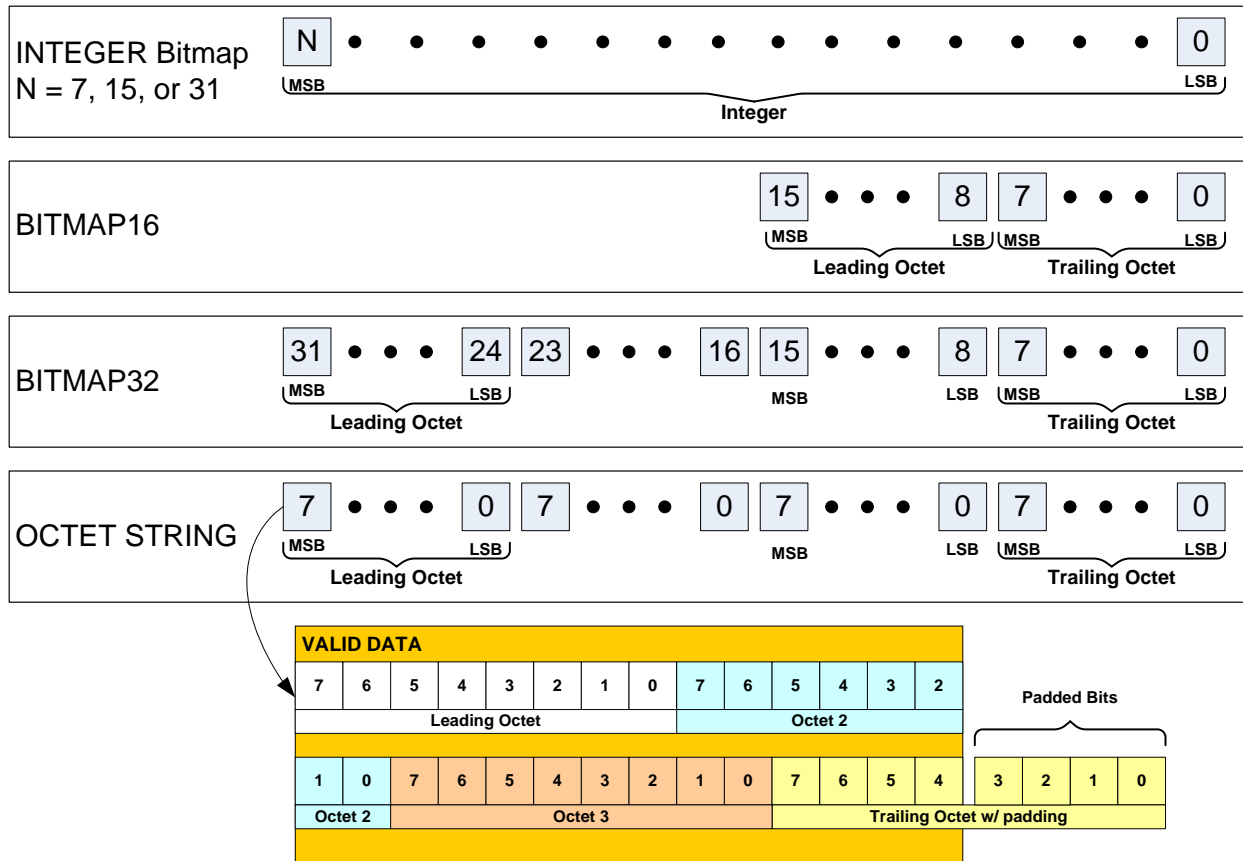 INTEGER Bitmap
N = 7, 15, or 31
N 0
MSB LSB
Integer
BITMAP16
15 8 7 0
MSB LSB MSB LSB
Leading Octet Trailing Octet
BITMAP32
31 24 23 16 15 8 7 0
MSB LSB MSB LSB MSB LSB
Leading Octet Trailing Octet
OCTET STRING
7 0 7 0 7 0 7 0
MSB LSB MSB LSB MSB LSB
Leading Octet Trailing Octet
VALID DATA
7 6 5 4 3 2 1 0 7 6 5 4 3 2
Leading Octet Octet 2
Padded Bits
1 0 7 6 5 4 3 2 1 0 7 6 5 4 3 2 1 0
Octet 2 Octet 3 Trailing Octet w/ padding